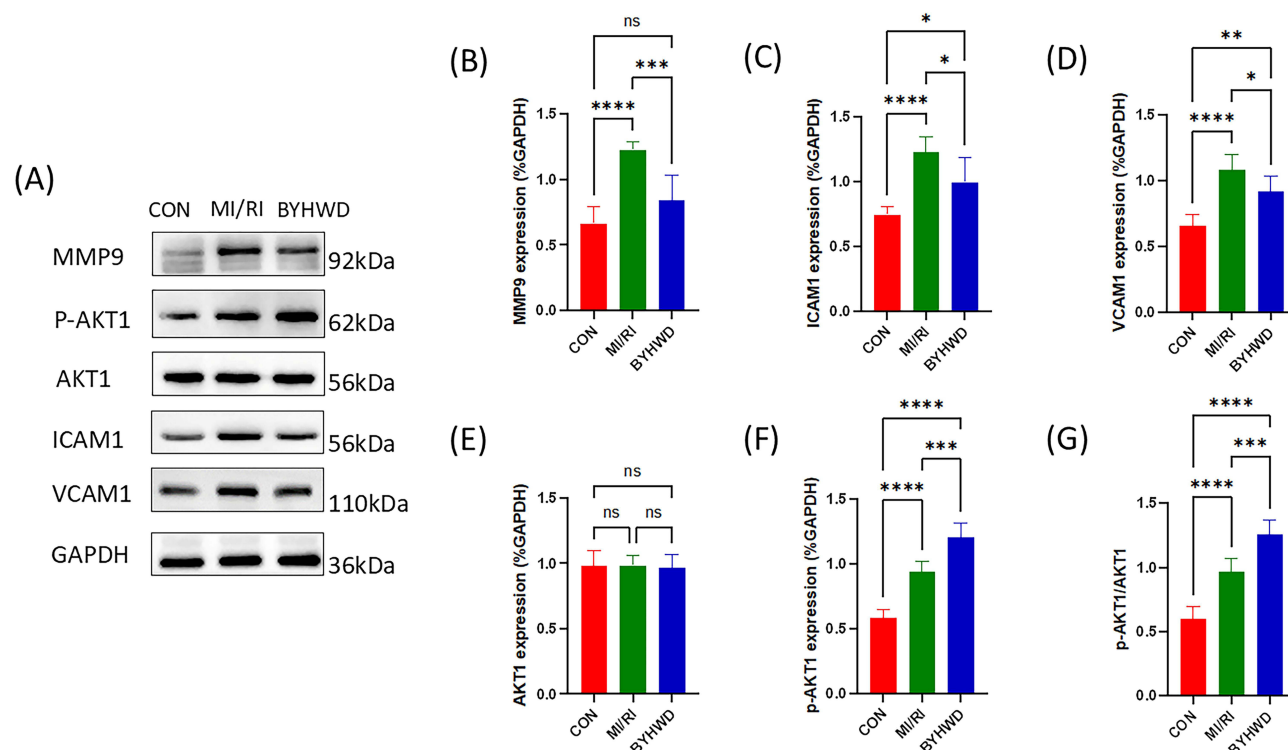 (A)
CON MI/RI BYHWD
MMP9 92kDa
P-AKT1 62kDa
AKT1 56kDa
ICAM1 56kDa
VCAM1 110kDa
GAPDH 36kDa
(B)
ns
***
****
MMP9 expression (%GAPDH)
1.5
1.0
0.5
0.0
CON
MI/RI
BYHWD
(C)
*
*
****
ICAM1 expression (%GAPDH)
1.5
1.0
0.5
0.0
CON
MI/RI
BYHWD
(D)
**
*
****
VCAM1 expression (%GAPDH)
1.5
1.0
0.5
0.0
CON
MI/RI
BYHWD
(E)
ns
ns ns
AKT1 expression (%GAPDH)
1.5
1.0
0.5
0.0
CON
MI/RI
BYHWD
(F)
****
***
****
p-AKT1 expression (%GAPDH)
1.5
1.0
0.5
0.0
CON
MI/RI
BYHWD
(G)
****
***
****
p-AKT1/AKT1
1.5
1.0
0.5
0.0
CON
MI/RI
BYHWD